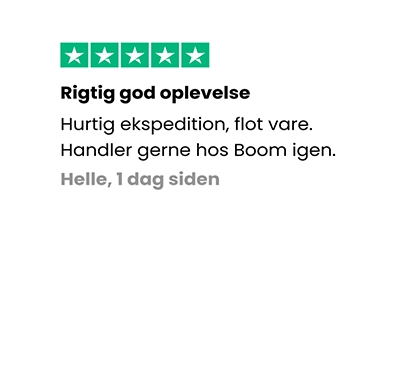 Rigtig god oplevelse
Hurtig ekspedition, flot vare.
Handler gerne hos Boom igen.
Helle, 1 dag siden